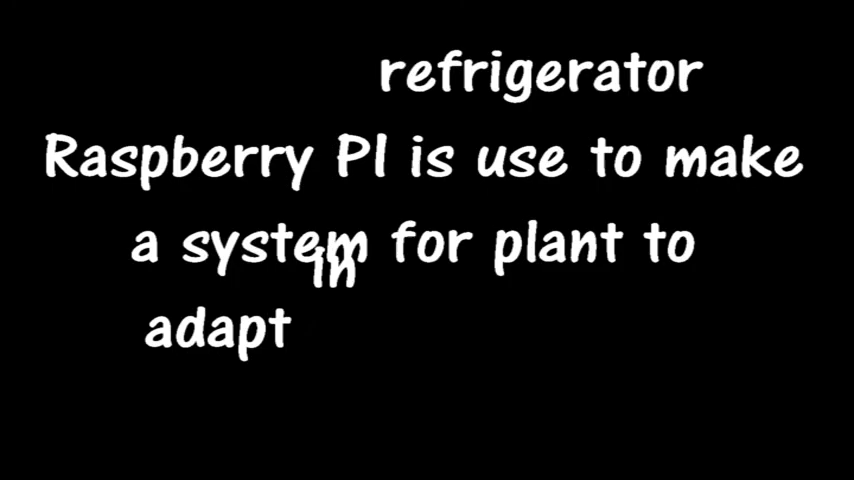 refrigerator
Raspberry PI is use to make
a system for plant to
in
adapt